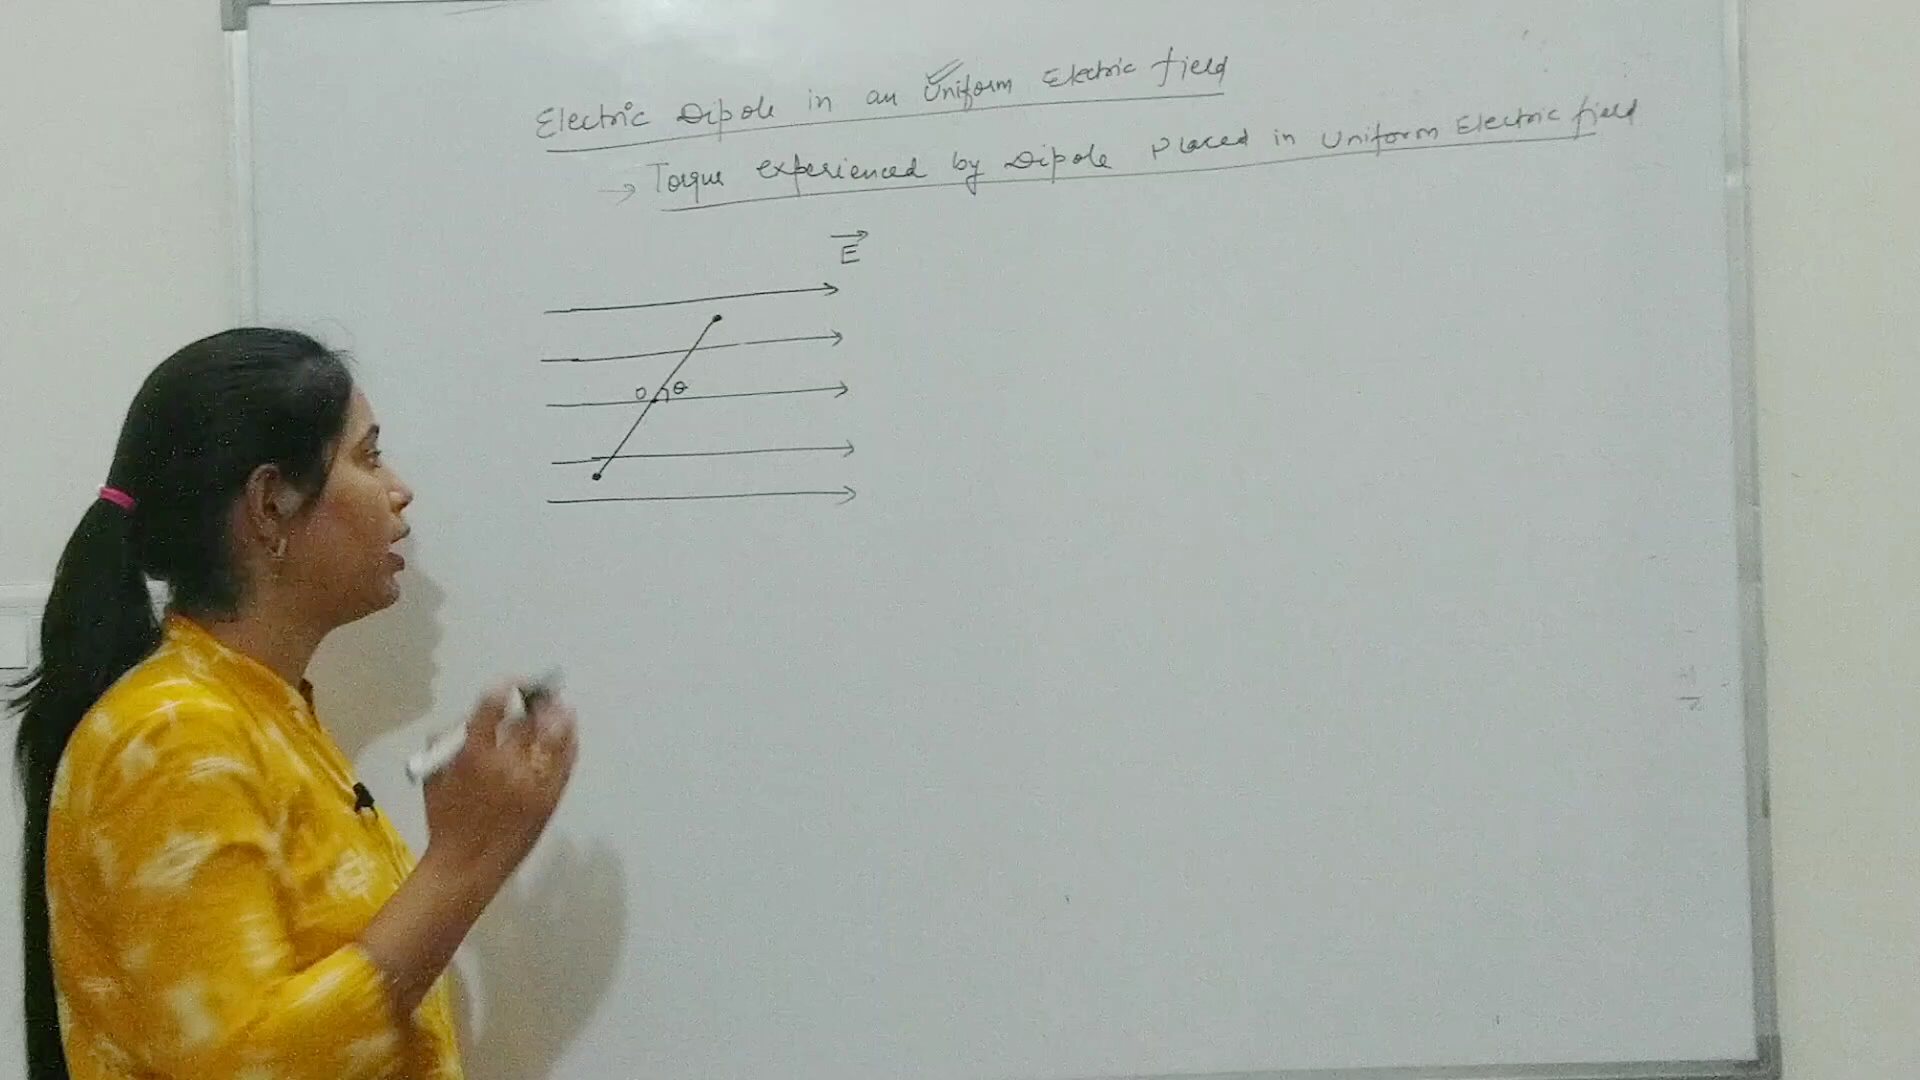 Electric Dipole in an Uniform Electric field
→ Torque experienced by Dipole Placed in Uniform Electric field
E
O θ